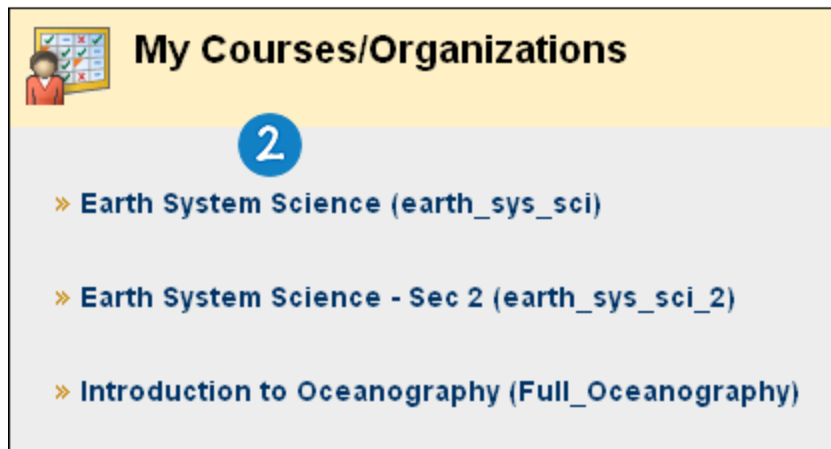 My Courses/Organizations
2
» Earth System Science (earth_sys_sci)
» Earth System Science - Sec 2 (earth_sys_sci_2)
» Introduction to Oceanography (Full_Oceanography)